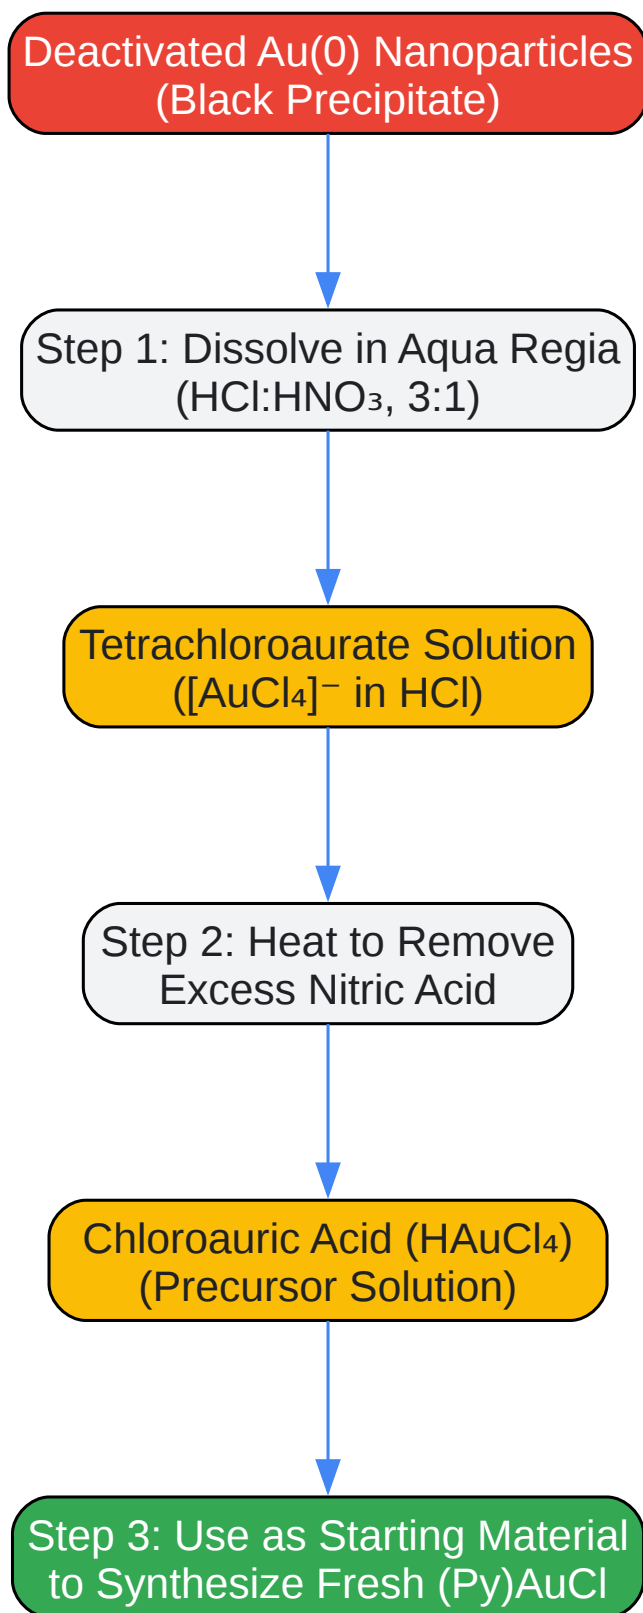 Deactivated Au(0) Nanoparticles
(Black Precipitate)
Step 1: Dissolve in Aqua Regia
(HCl:HNO₃, 3:1)
Tetrachloroaurate Solution
([AuCl₄]⁻ in HCl)
Step 2: Heat to Remove
Excess Nitric Acid
Chloroauric Acid (HAuCl₄)
(Precursor Solution)
Step 3: Use as Starting Material
to Synthesize Fresh (Py)AuCl